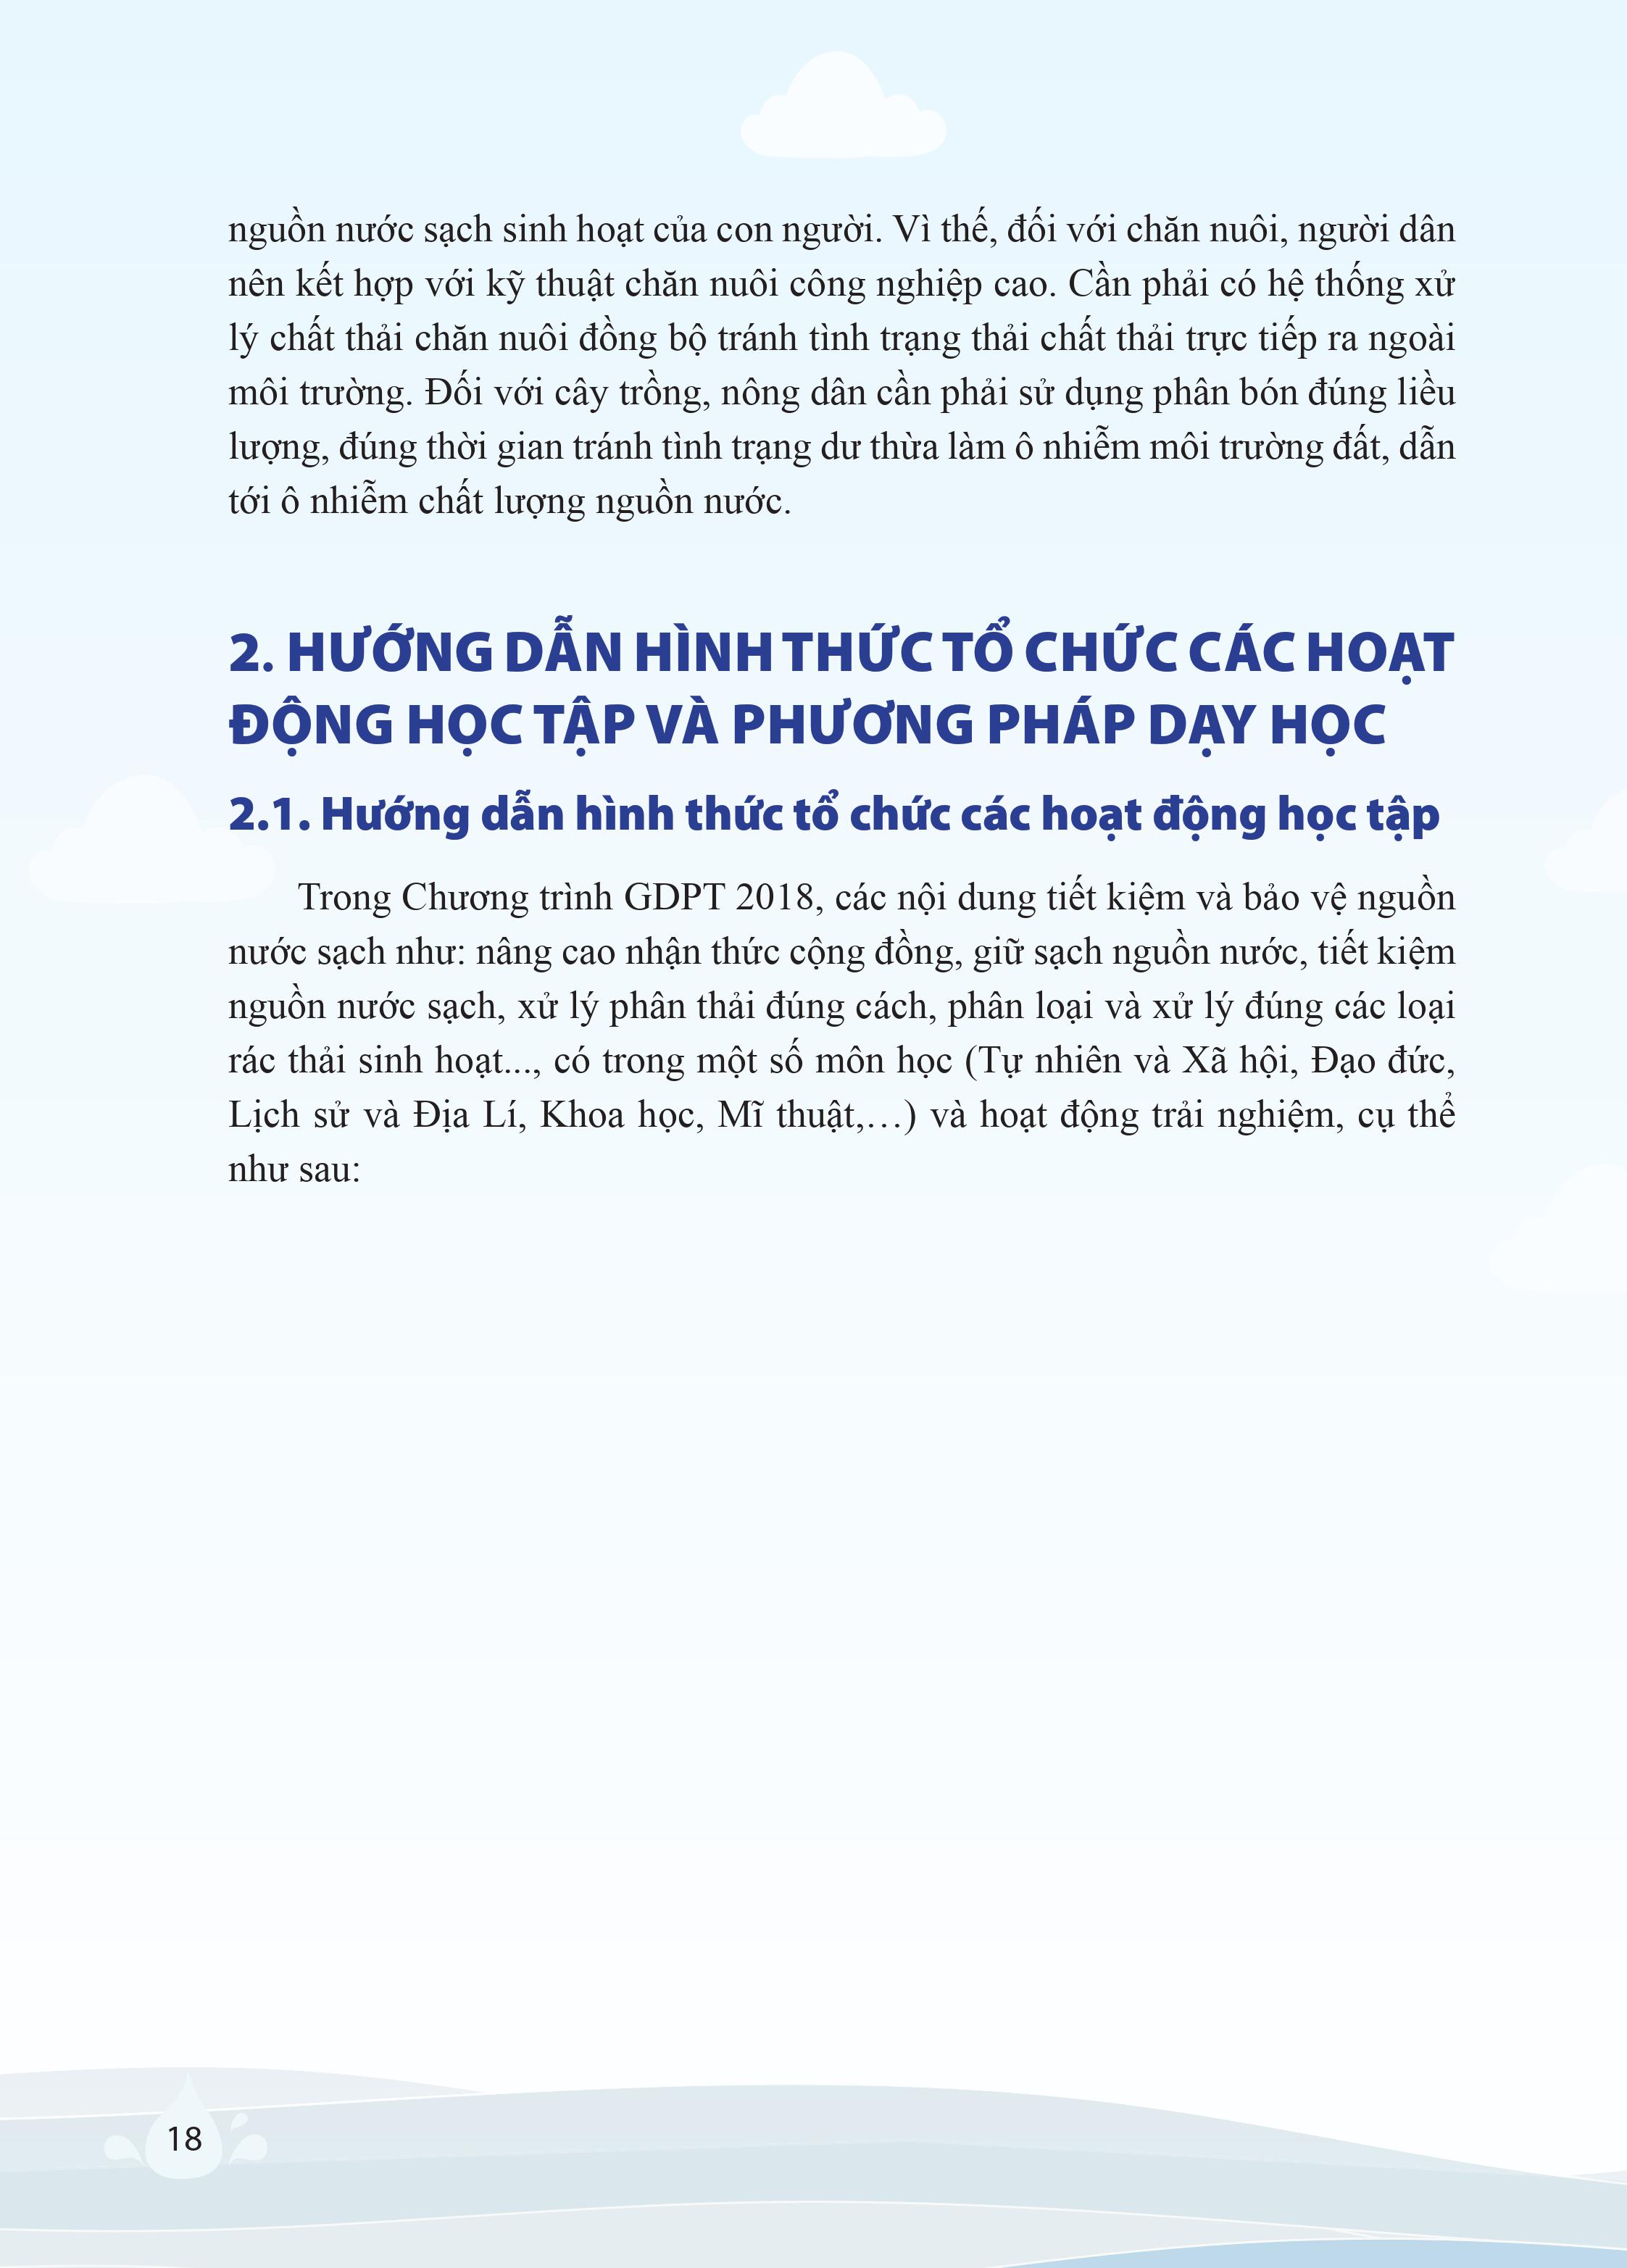 nguồn nước sạch sinh hoạt của con người. Vì thế, đối với chăn nuôi, người dân
nên kết hợp với kỹ thuật chăn nuôi công nghiệp cao. Cần phải có hệ thống xử
lý chất thải chăn nuôi đồng bộ tránh tình trạng thải chất thải trực tiếp ra ngoài
môi trường. Đối với cây trồng, nông dân cần phải sử dụng phân bón đúng liều
lượng, đúng thời gian tránh tình trạng dư thừa làm ô nhiễm môi trường đất, dẫn
tới ô nhiễm chất lượng nguồn nước.
2. HƯỚNG DẪN HÌNH THỨC TỔ CHỨC CÁC HOẠT
ĐỘNG HỌC TẬP VÀ PHƯƠNG PHÁP DẠY HỌC
2.1. Hướng dẫn hình thức tổ chức các hoạt động học tập
Trong Chương trình GDPT 2018, các nội dung tiết kiệm và bảo vệ nguồn
nước sạch như: nâng cao nhận thức cộng đồng, giữ sạch nguồn nước, tiết kiệm
nguồn nước sạch, xử lý phân thải đúng cách, phân loại và xử lý đúng các loại
rác thải sinh hoạt..., có trong một số môn học (Tự nhiên và Xã hội, Đạo đức,
Lịch sử và Địa Lí, Khoa học, Mĩ thuật,…) và hoạt động trải nghiệm, cụ thể
như sau:
18